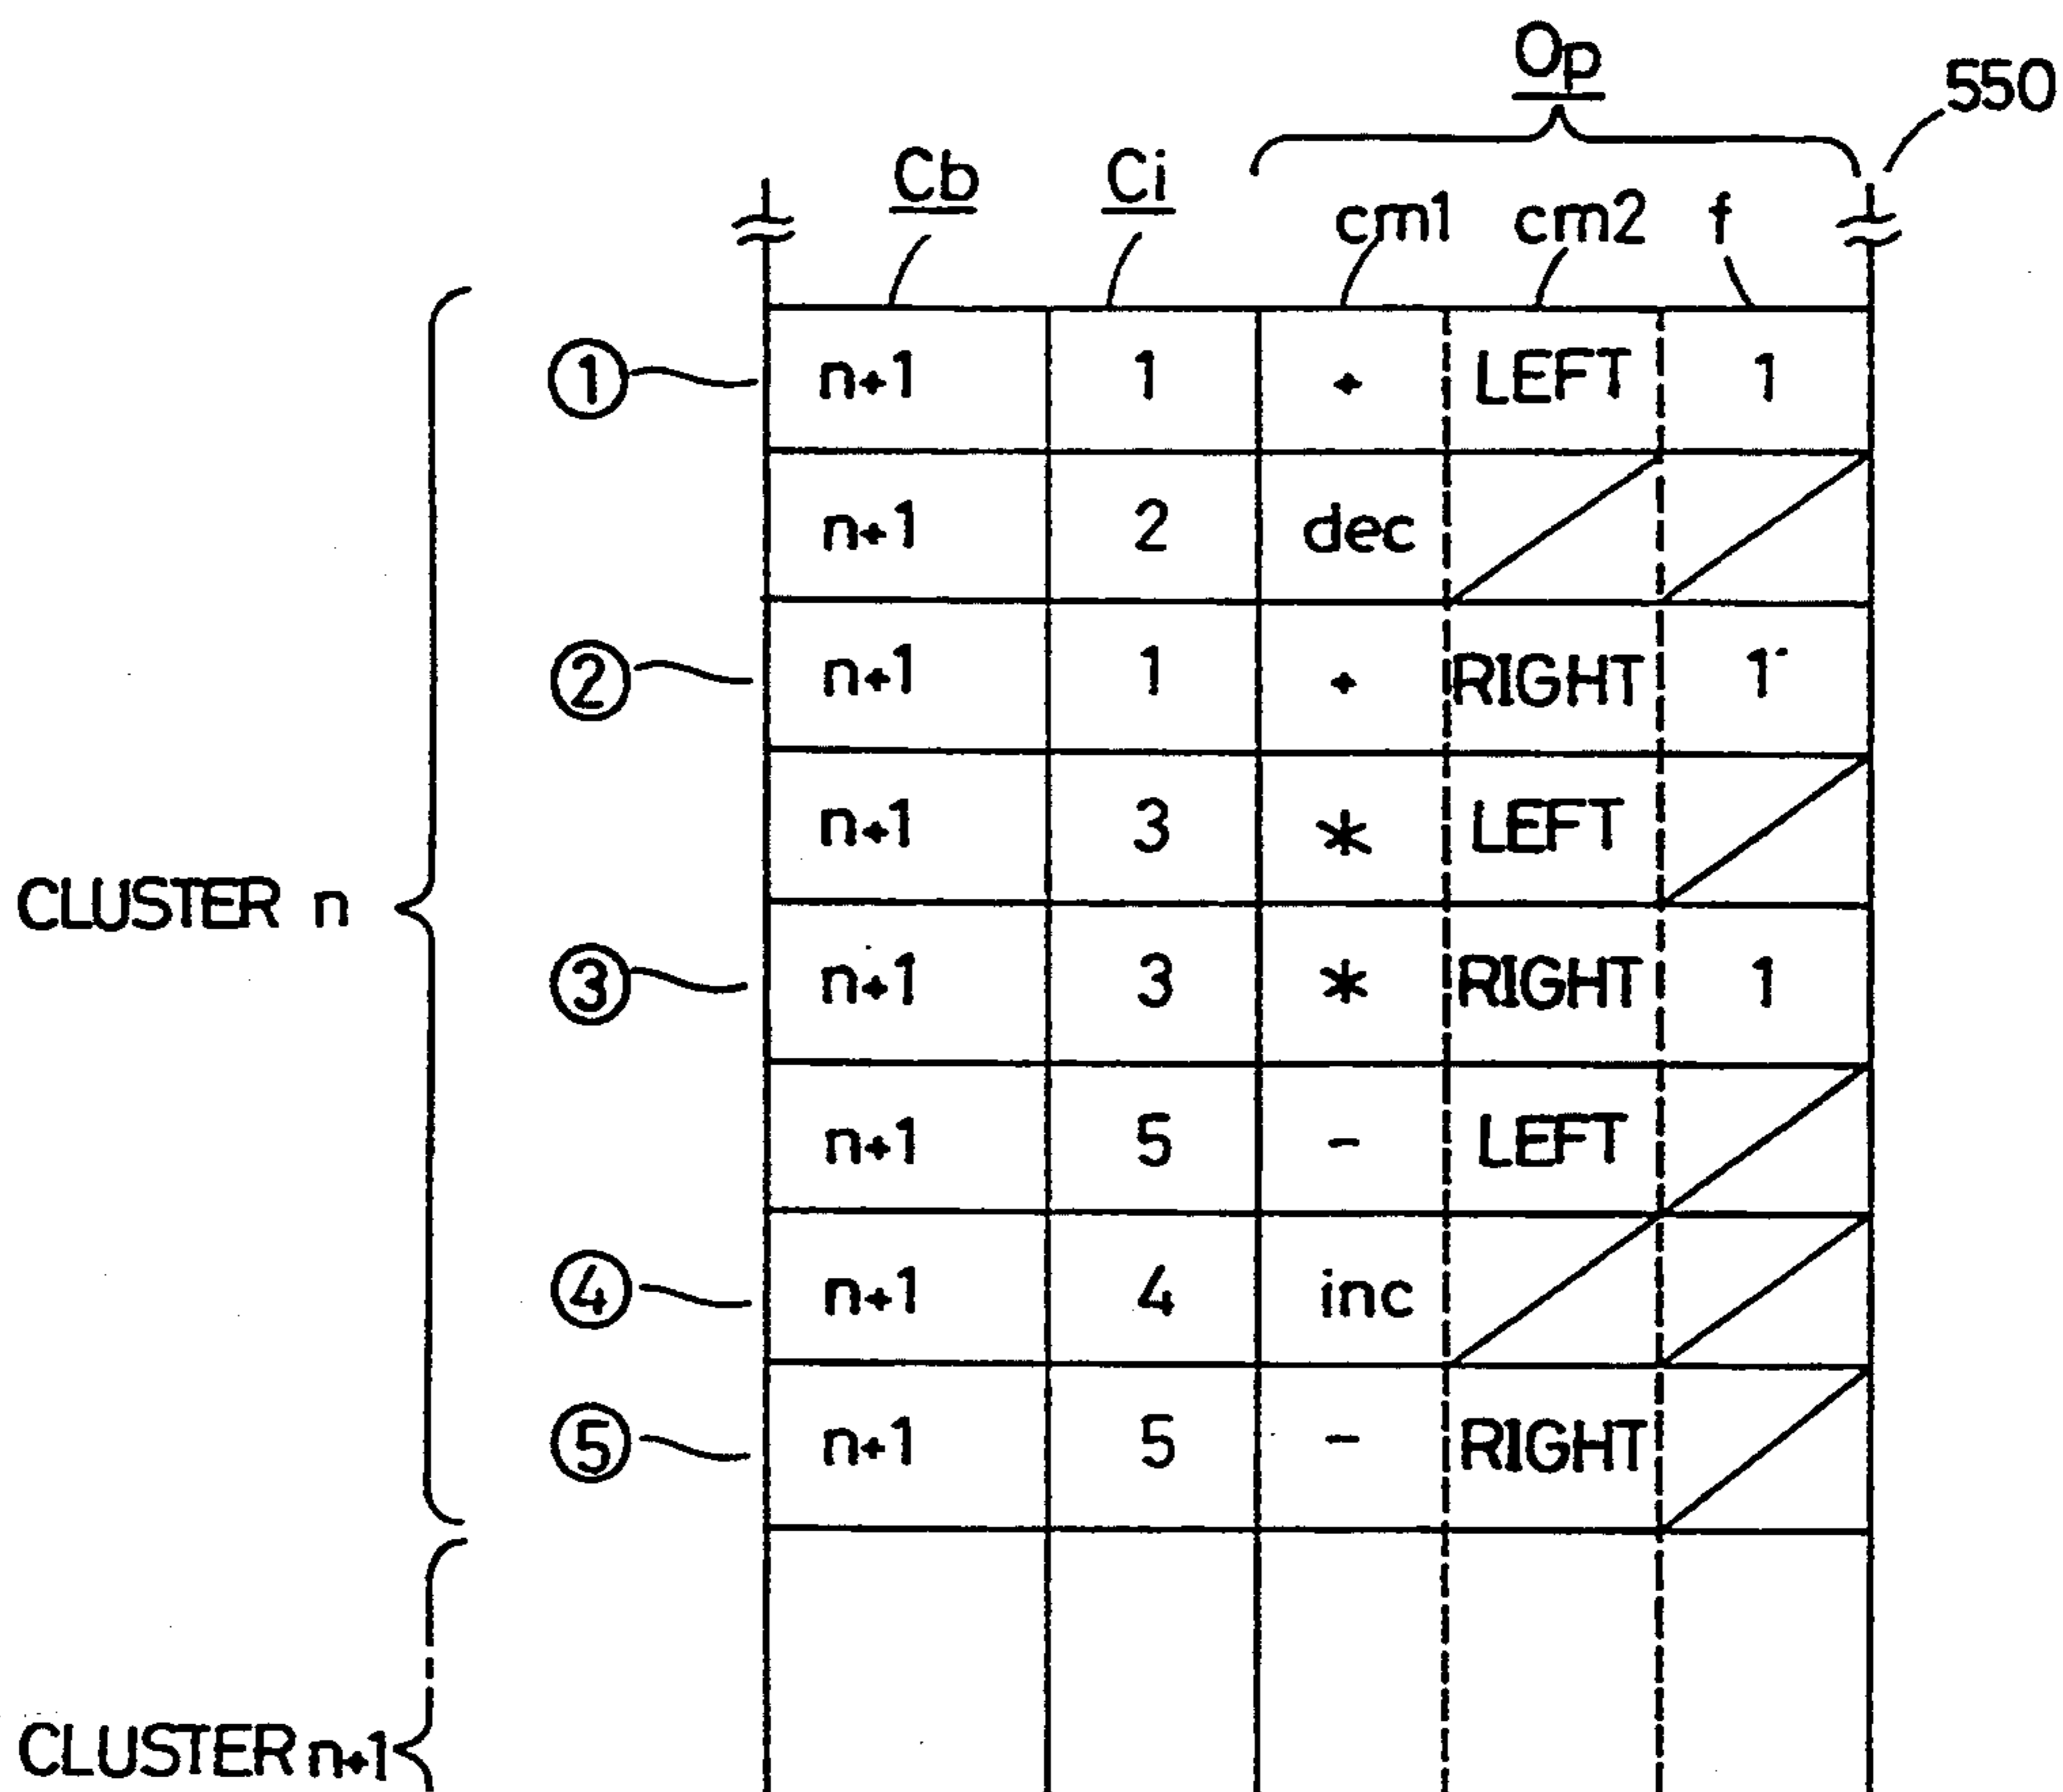 Op
550
Cb Ci cm1 cm2 f
① n+1 1 + LEFT 1
n+1 2 dec
② n+1 1 + RIGHT 1
n+1 3 * LEFT
CLUSTER n
③ n+1 3 * RIGHT 1
n+1 5 - LEFT
④ n+1 4 inc
⑤ n+1 5 - RIGHT
CLUSTER n+1